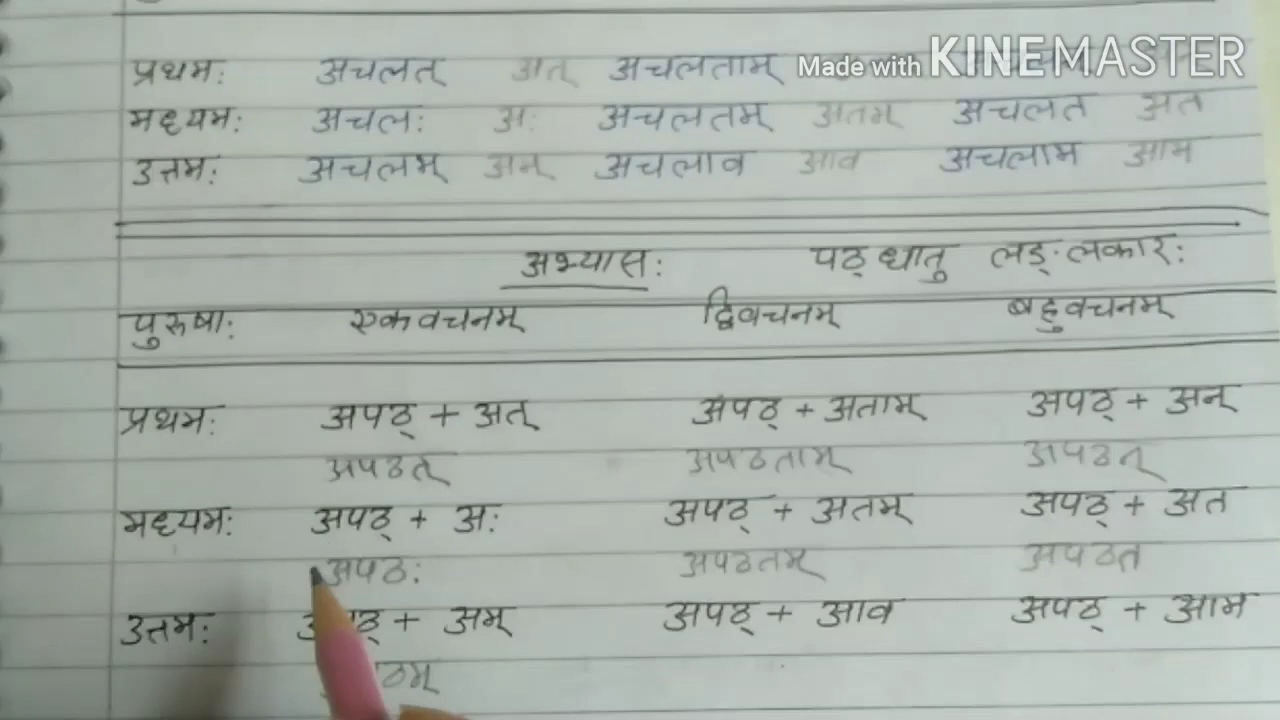 प्रथमः अचलत् अत् अचलताम् Made with KINEMASTER
मध्यमः अचलः अः अचलतम् अतम् अचलत अत
उत्तमः अचलम् अम् अचलाव आव अचलाम आम
अभ्यासः पठ् धातु लङ्-लकारः
पुरुषाः एकवचनम् द्विवचनम् बहुवचनम्
प्रथमः अपठ् + अत् अपठ् + अताम् अपठ् + अन्
अपठत् अपठताम् अपठन्
मध्यमः अपठ् + अः अपठ् + अतम् अपठ् + अत
अपठः अपठतम् अपठत
उत्तमः अपठ् + अम् अपठ् + आव अपठ् + आम